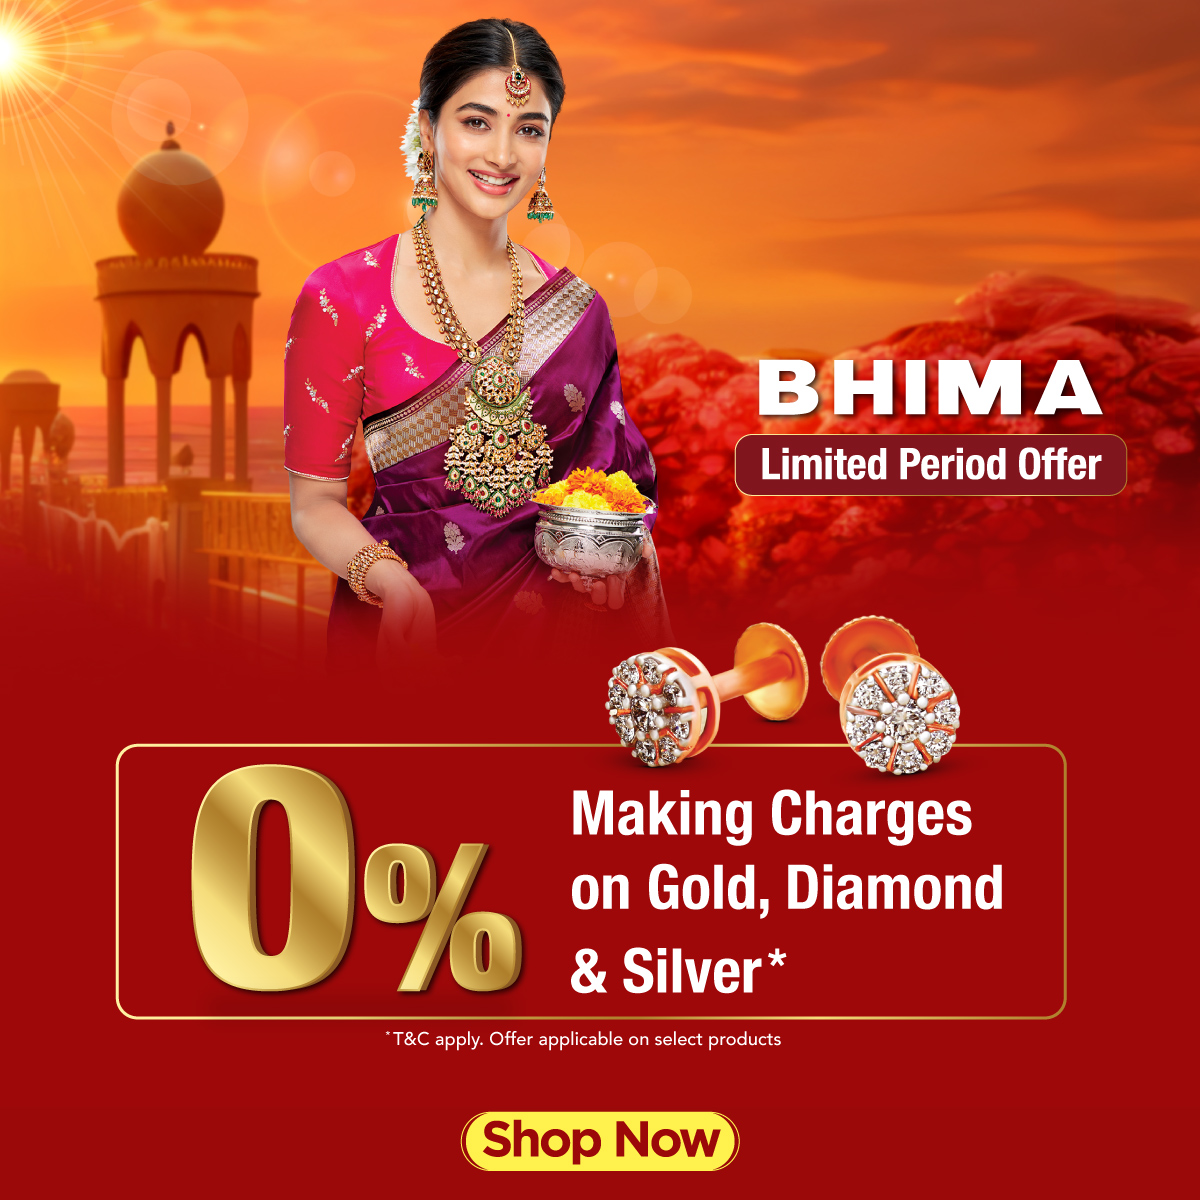 BHIMA
Limited Period Offer
0%
Making Charges
on Gold, Diamond
& Silver*
*T&C apply. Offer applicable on select products
Shop Now